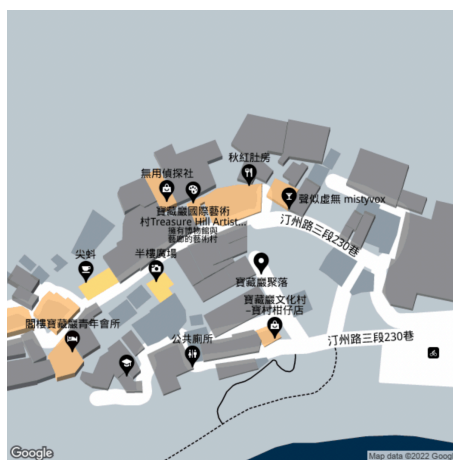 秋紅肚房
無用偵探社
聲似虛無 mistyvox
寶藏巖國際藝術
村Treasure Hill Artist...
擁有博物館與
藝廊的藝術村
汀州路三段230巷
尖蚪
半樓廣場
寶藏巖聚落
寶藏巖文化村
-寶村柑仔店
閣樓寶藏巖青年會所
公共廁所
汀州路三段230巷
Google
Map data ©2022 Google